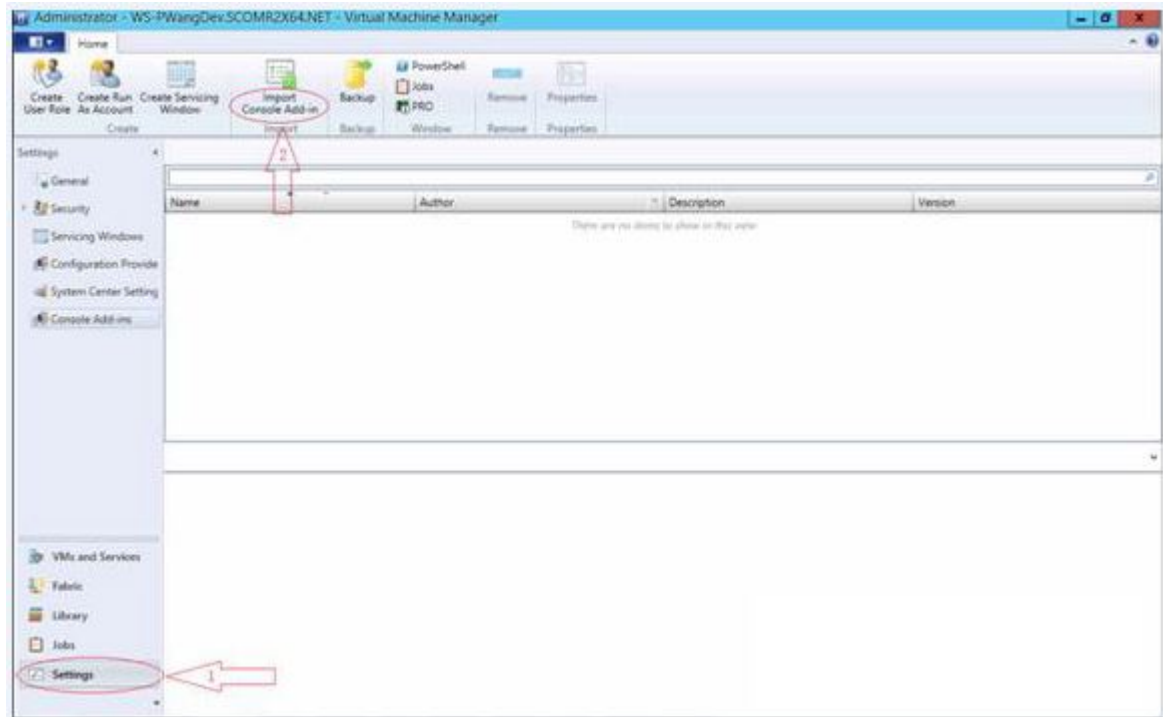 Administrator - WS-PWangDev.SCOMR2X64.NET - Virtual Machine Manager
Home
Create User Role
Create Run As Account
Create Servicing Window
Import Console Add-in
Backup
PowerShell
Jobs
PRO
Remove
Properties
Create
Import
Backup
Window
Remove
Properties
2
Settings
General
Security
Servicing Windows
Configuration Provide
System Center Setting
Console Add-ins
Name
Author
Description
Version
There are no items to show in this view.
VMs and Services
Fabric
Library
Jobs
Settings
1